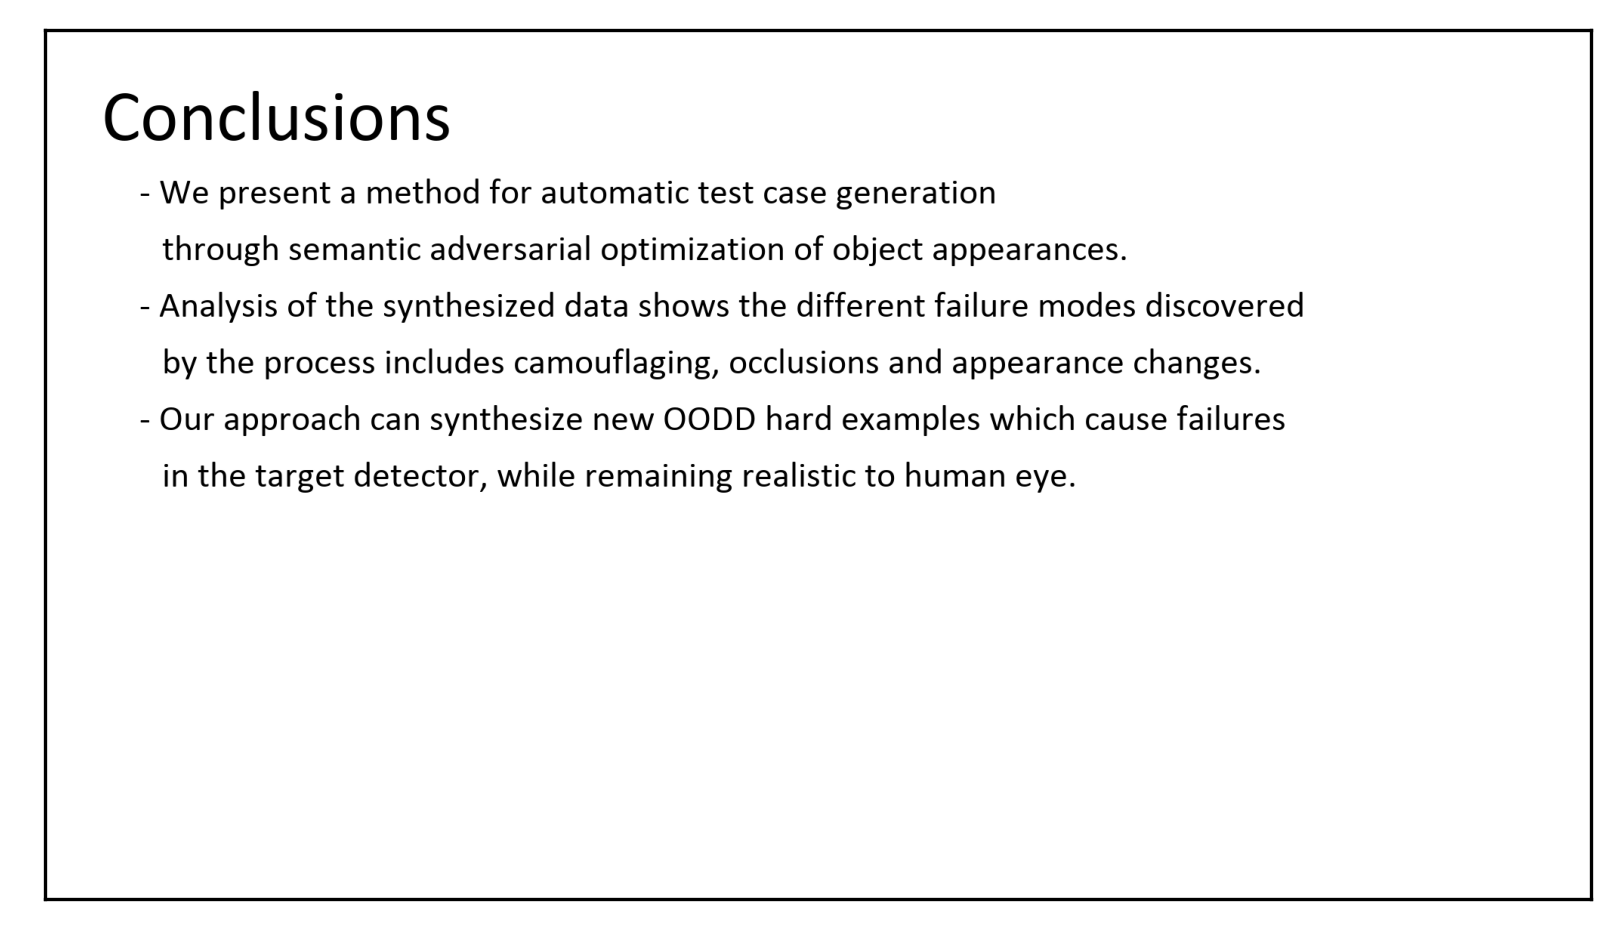 Conclusions
- We present a method for automatic test case generation
through semantic adversarial optimization of object appearances.
- Analysis of the synthesized data shows the different failure modes discovered
by the process includes camouflaging, occlusions and appearance changes.
- Our approach can synthesize new OODD hard examples which cause failures
in the target detector, while remaining realistic to human eye.